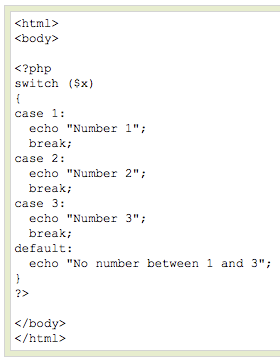 <html>
<body>

<?php
switch ($x)
{
case 1:
  echo "Number 1";
  break;
case 2:
  echo "Number 2";
  break;
case 3:
  echo "Number 3";
  break;
default:
  echo "No number between 1 and 3";
}
?>

</body>
</html>